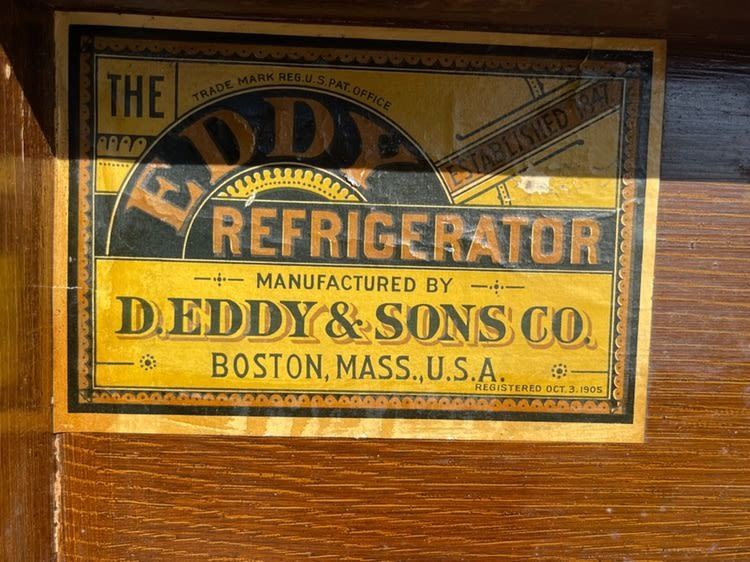 THE
TRADE MARK REG. U.S. PAT. OFFICE
EDDY
ESTABLISHED 1847
REFRIGERATOR
MANUFACTURED BY
D. EDDY & SONS CO.
BOSTON, MASS., U.S.A.
REGISTERED OCT. 3. 1905